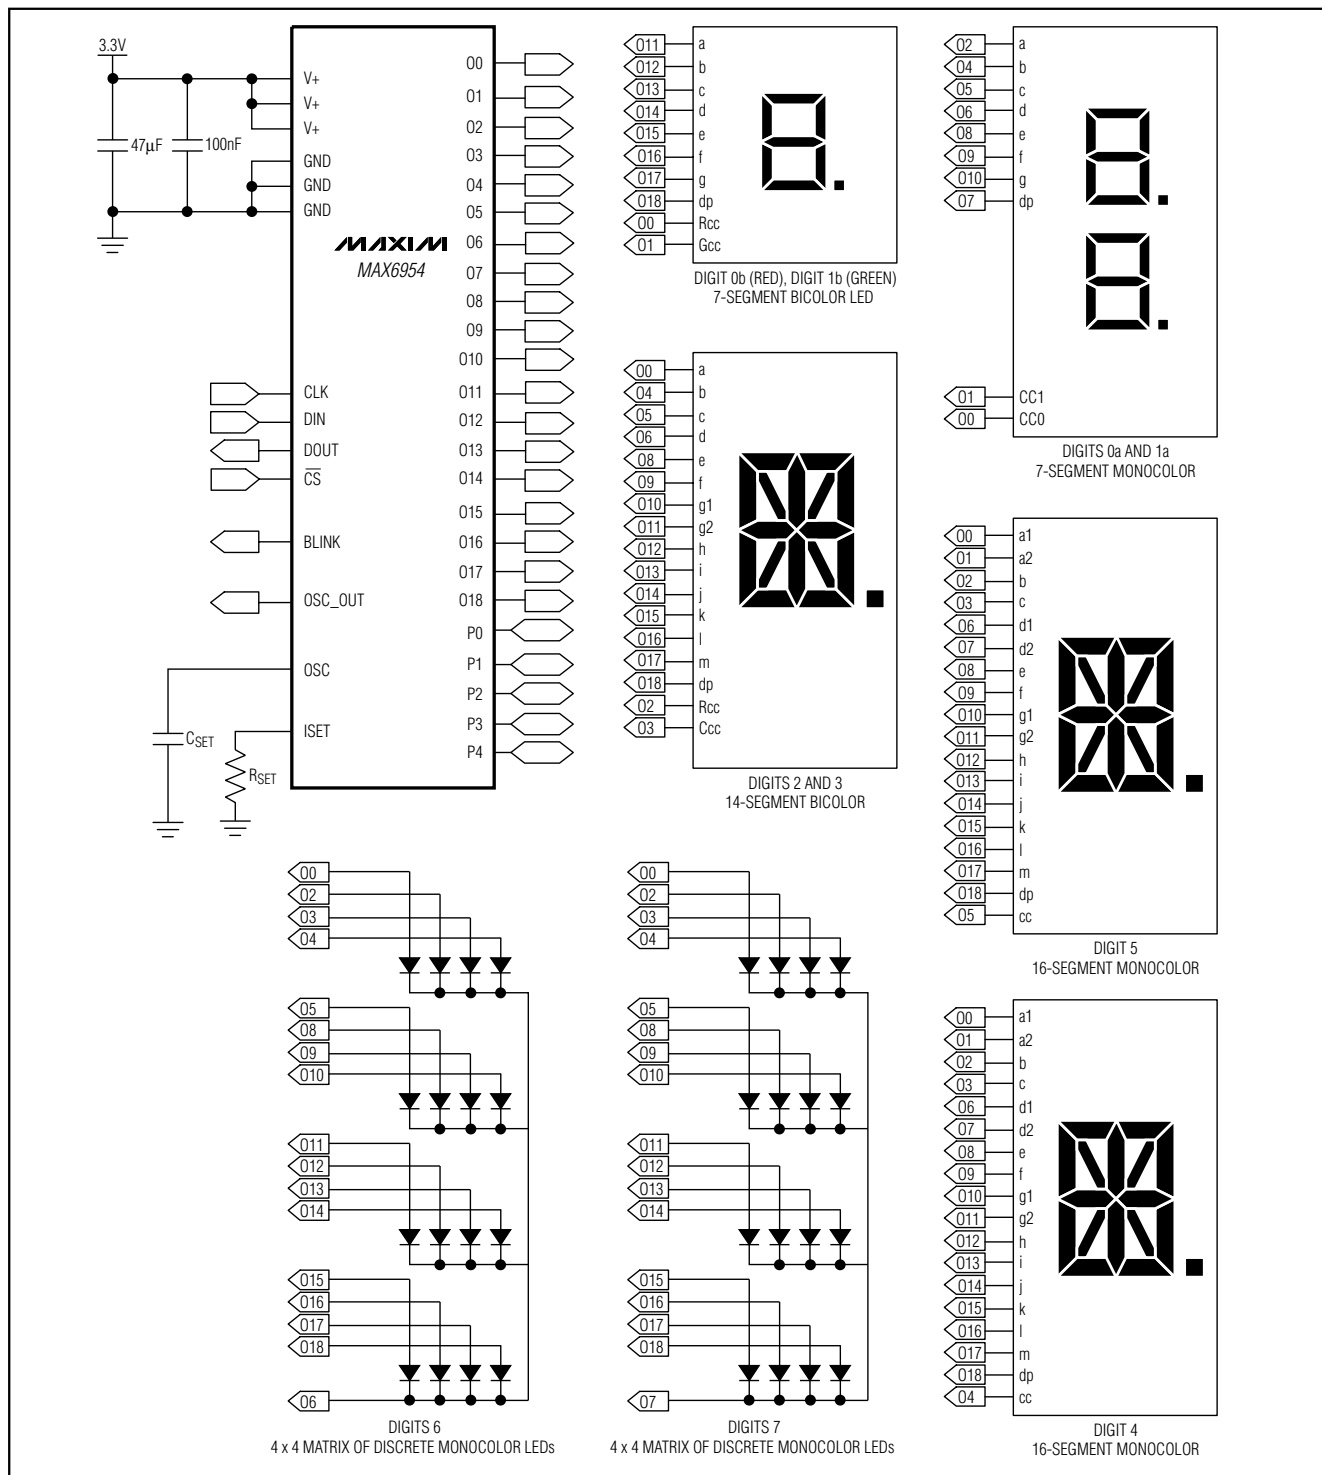 3.3V
47µF
100nF
V+
V+
V+
GND
GND
GND
MAXIM
MAX6954
CLK
DIN
DOUT
CS
BLINK
OSC_OUT
OSC
ISET
CSET
RSET
O0
O1
O2
O3
O4
O5
O6
O7
O8
O9
O10
O11
O12
O13
O14
O15
O16
O17
O18
P0
P1
P2
P3
P4
O11 a
O12 b
O13 c
O14 d
O15 e
O16 f
O17 g
O18 dp
O0 Rcc
O1 Gcc
DIGIT 0b (RED), DIGIT 1b (GREEN)
7-SEGMENT BICOLOR LED
O2 a
O4 b
O5 c
O6 d
O8 e
O9 f
O10 g
O7 dp
O1 CC1
O0 CC0
DIGITS 0a AND 1a
7-SEGMENT MONOCOLOR
O0 a
O4 b
O5 c
O6 d
O8 e
O9 f
O10 g1
O11 g2
O12 h
O13 i
O14 j
O15 k
O16 l
O17 m
O18 dp
O2 Rcc
O3 Ccc
DIGITS 2 AND 3
14-SEGMENT BICOLOR
O0 a1
O1 a2
O2 b
O3 c
O6 d1
O7 d2
O8 e
O9 f
O10 g1
O11 g2
O12 h
O13 i
O14 j
O15 k
O16 l
O17 m
O18 dp
O5 cc
DIGIT 5
16-SEGMENT MONOCOLOR
O0
O2
O3
O4
O5
O8
O9
O10
O11
O12
O13
O14
O15
O16
O17
O18
O6
DIGITS 6
4 x 4 MATRIX OF DISCRETE MONOCOLOR LEDs
O0
O2
O3
O4
O5
O8
O9
O10
O11
O12
O13
O14
O15
O16
O17
O18
O7
DIGITS 7
4 x 4 MATRIX OF DISCRETE MONOCOLOR LEDs
O0 a1
O1 a2
O2 b
O3 c
O6 d1
O7 d2
O8 e
O9 f
O10 g1
O11 g2
O12 h
O13 i
O14 j
O15 k
O16 l
O17 m
O18 dp
O4 cc
DIGIT 4
16-SEGMENT MONOCOLOR